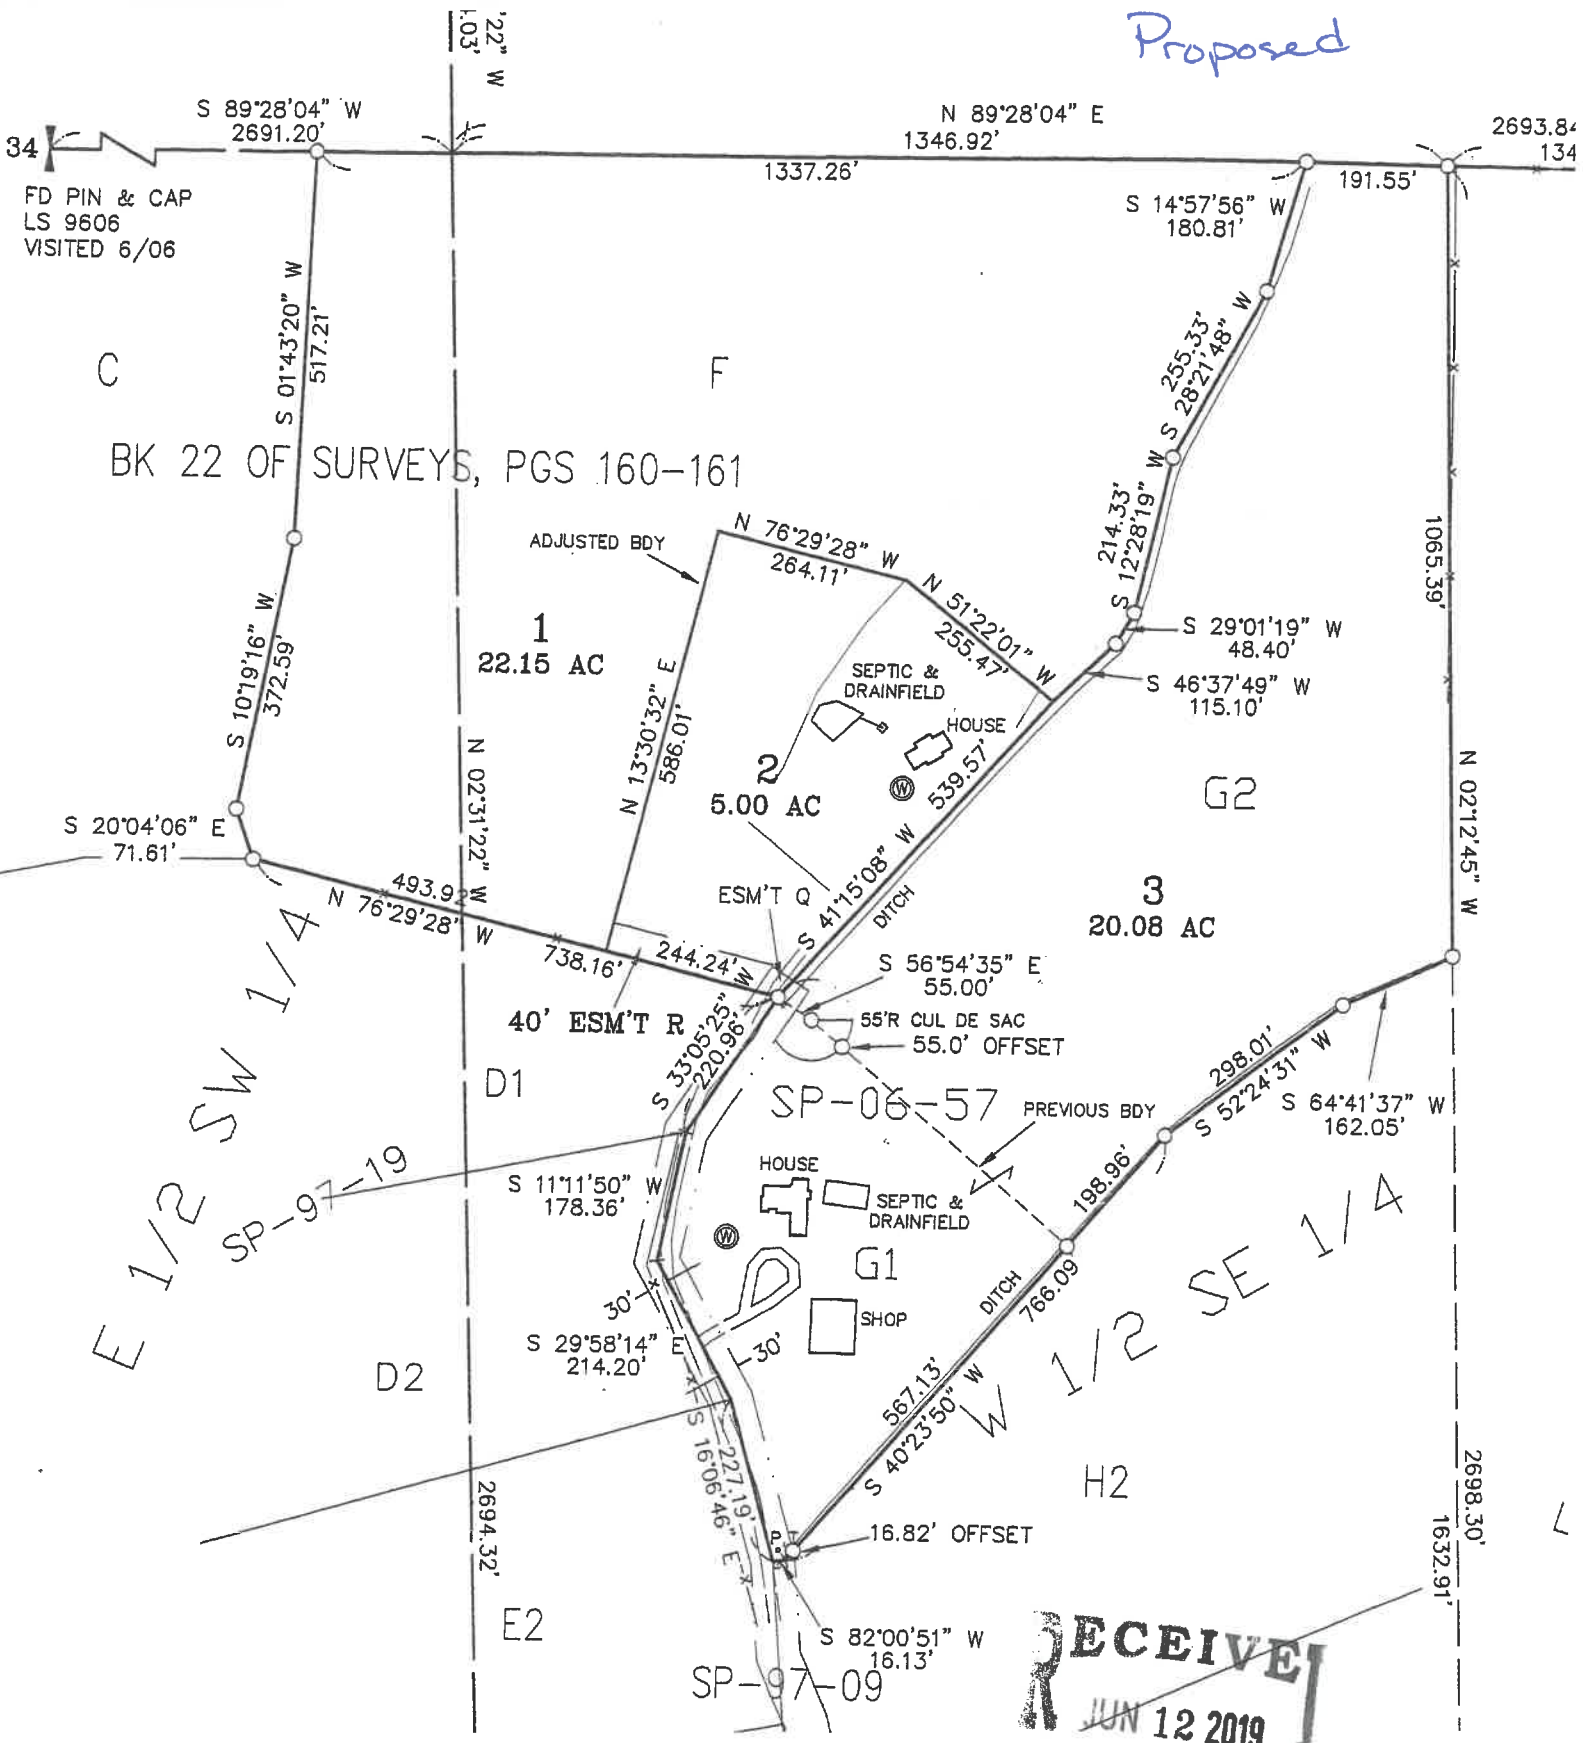 Proposed
'22" W
1.03'
S 89°28'04" W
2691.20'
N 89°28'04" E
1346.92'
1337.26'
2693.84
134
191.55'
34
FD PIN & CAP
LS 9606
VISITED 6/06
S 14°57'56" W
180.81'
S 01°43'20" W
517.21'
255.33'
S 28°21'48" W
C
F
BK 22 OF SURVEYS, PGS 160-161
214.33'
S 12°28'19" W
1065.39'
ADJUSTED BDY
N 76°29'28" W
264.11'
N 51°22'01" W
255.47'
S 29°01'19" W
48.40'
S 46°37'49" W
115.10'
1
22.15 AC
S 10°19'16" W
372.59'
N 13°30'32" E
586.01'
SEPTIC &
DRAINFIELD
HOUSE
W
2
5.00 AC
539.57'
S 41°15'08" W
DITCH
G2
N 02°31'22" W
N 02°12'45" W
S 20°04'06" E
71.61'
493.92'
N 76°29'28" W
738.16'
244.24'
ESM'T Q
3
20.08 AC
S 56°54'35" E
55.00'
55'R CUL DE SAC
55.0' OFFSET
40' ESM'T R
S 33°05'25" W
220.96'
D1
SP-06-57
PREVIOUS BDY
298.01'
S 52°24'31" W
S 64°41'37" W
162.05'
E 1/2 SW 1/4
SP-97-19
S 11°11'50" W
178.36'
HOUSE
SEPTIC &
DRAINFIELD
W
G1
198.96'
DITCH
766.09
W 1/2 SE 1/4
30'
S 29°58'14" E
214.20'
30'
SHOP
D2
567.13'
S 40°23'50" W
S 16°06'46" E
227.19'
2694.32'
H2
2698.30'
1632.91'
P
16.82' OFFSET
E2
S 82°00'51" W
16.13'
SP-97-09
RECEIVE
JUN 12 2019